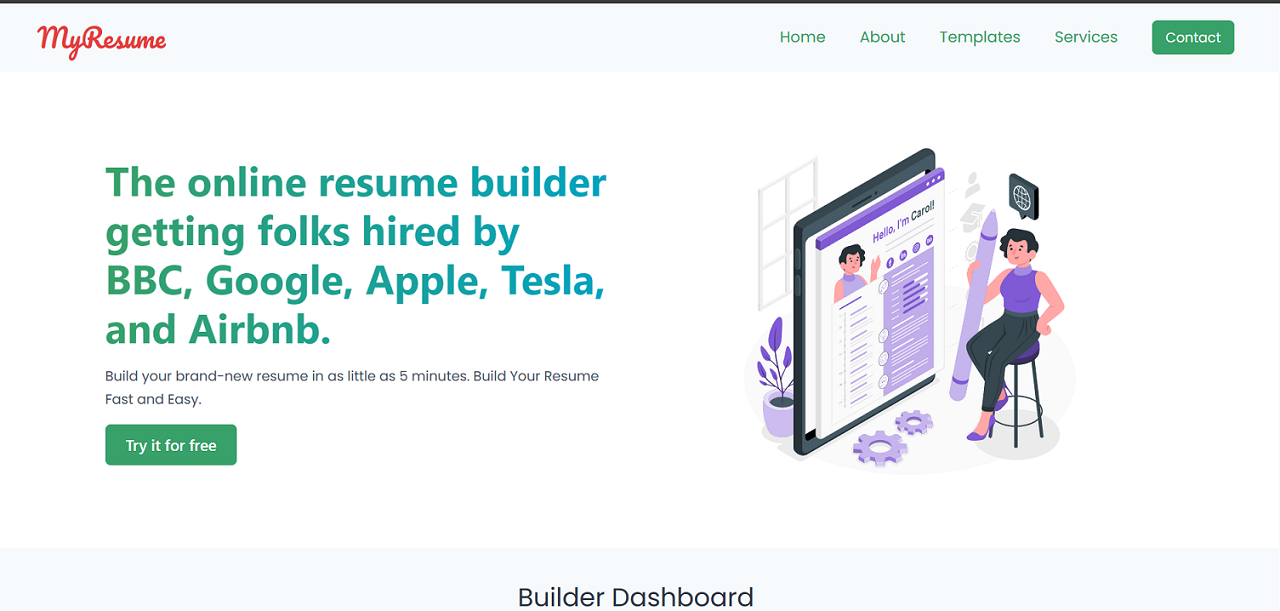 MyResume
Home About Templates Services Contact
The online resume builder
getting folks hired by
BBC, Google, Apple, Tesla,
and Airbnb.
Build your brand-new resume in as little as 5 minutes. Build Your Resume
Fast and Easy.
Try it for free
Hello, I'm Carol!
Builder Dashboard